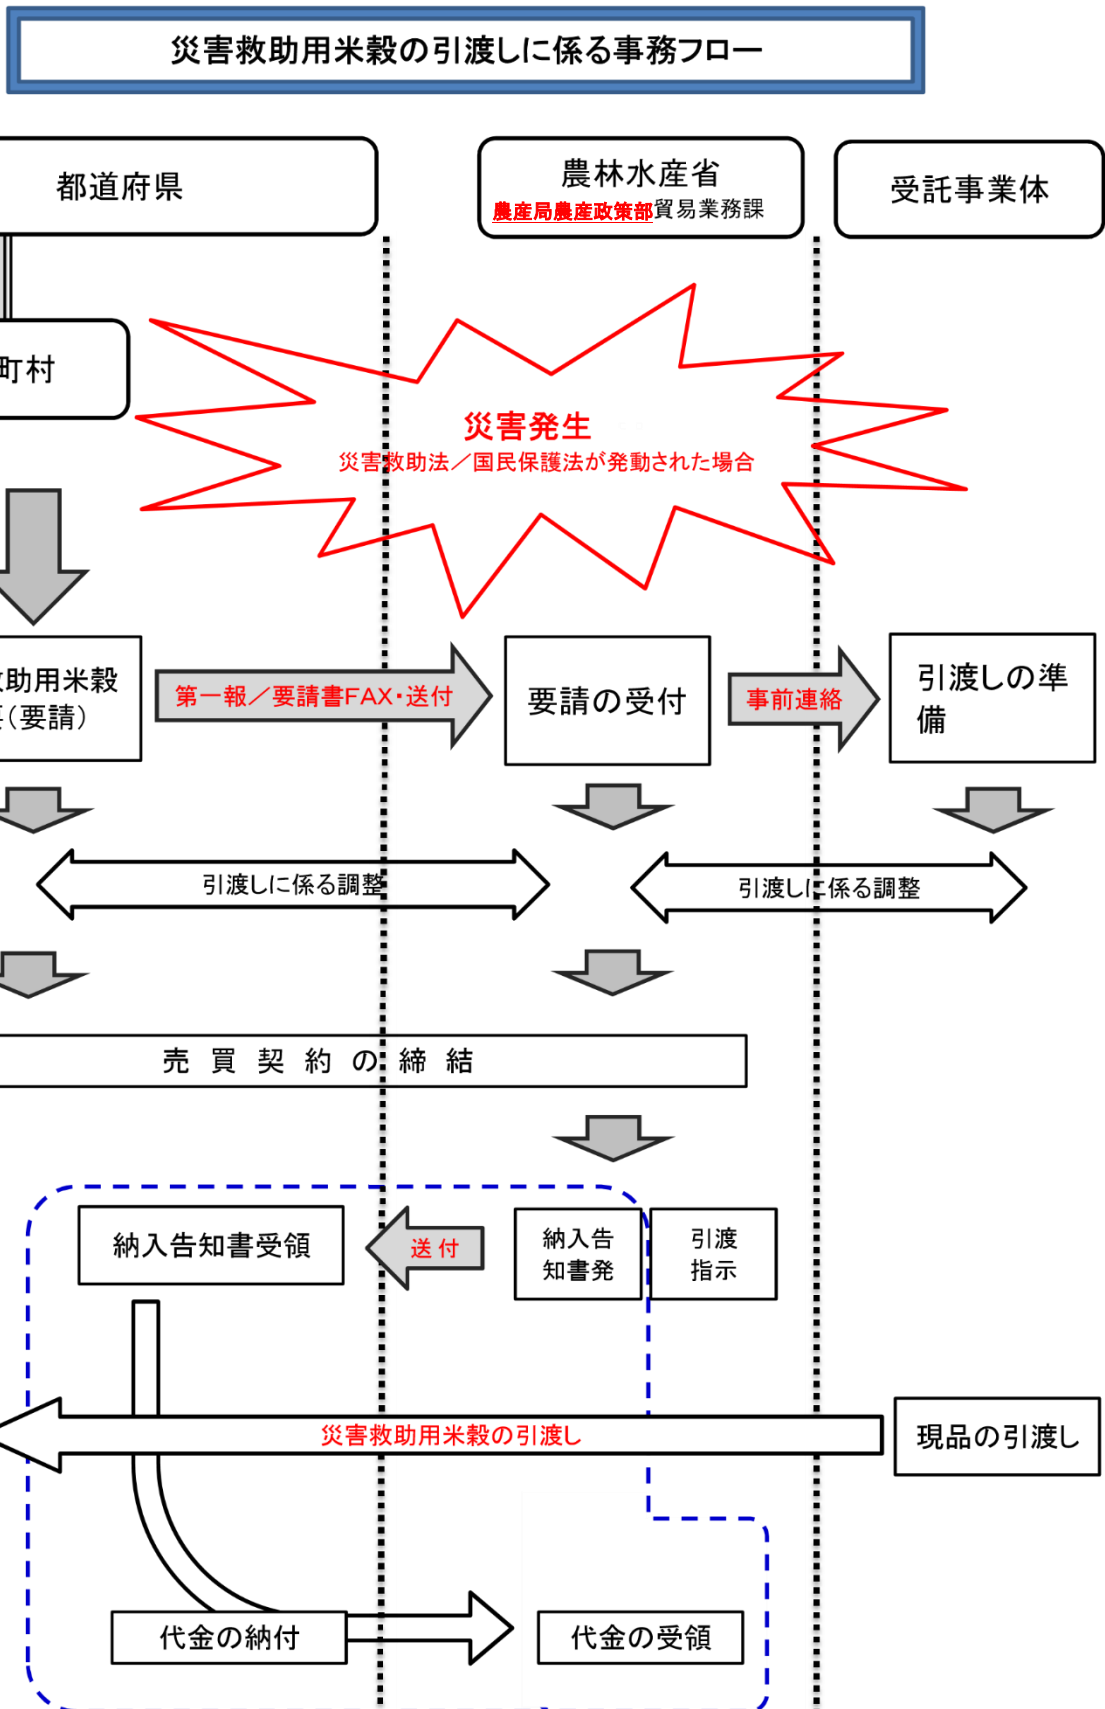 災害救助用米穀の引渡しに係る事務フロー
都道府県
農林水産省
農産局農産政策部貿易業務課
受託事業体
町村
災害発生
災害救助法／国民保護法が発動された場合
助用米穀
(要請)
第一報／要請書FAX・送付
要請の受付
事前連絡
引渡しの準
備
引渡しに係る調整
引渡しに係る調整
売買契約の締結
納入告知書受領
送付
納入告
知書発
引渡
指示
災害救助用米穀の引渡し
現品の引渡し
代金の納付
代金の受領